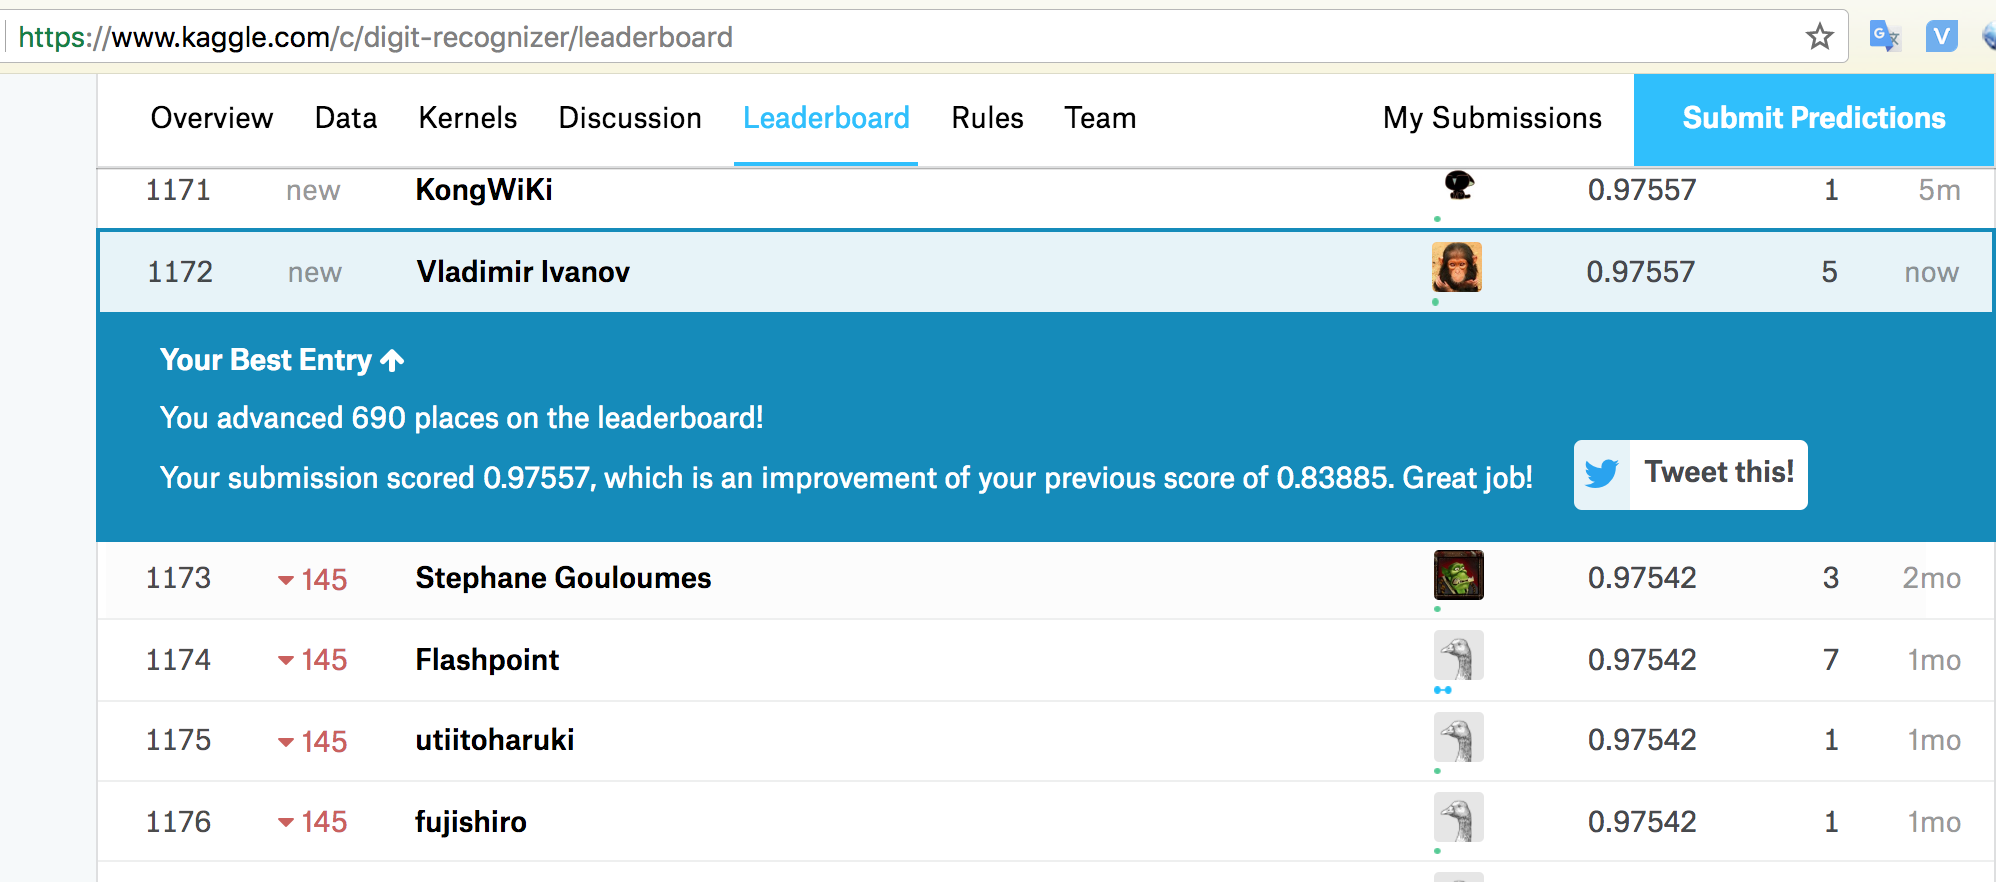 https://www.kaggle.com/c/digit-recognizer/leaderboard
Overview Data Kernels Discussion Leaderboard Rules Team My Submissions Submit Predictions
1171 new KongWiKi 0.97557 1 5m
1172 new Vladimir Ivanov 0.97557 5 now
Your Best Entry
You advanced 690 places on the leaderboard!
Your submission scored 0.97557, which is an improvement of your previous score of 0.83885. Great job! Tweet this!
1173 145 Stephane Gouloumes 0.97542 3 2mo
1174 145 Flashpoint 0.97542 7 1mo
1175 145 utiitoharuki 0.97542 1 1mo
1176 145 fujishiro 0.97542 1 1mo